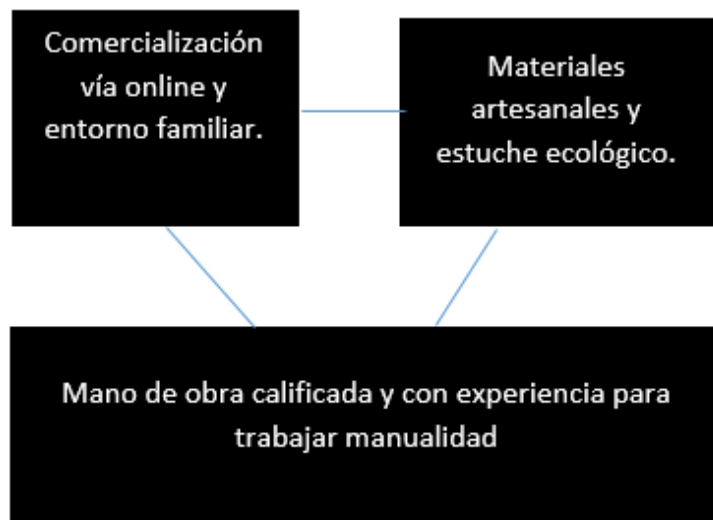 Comercialización
vía online y
entorno familiar.
Materiales
artesanales y
estuche ecológico.
Mano de obra calificada y con experiencia para
trabajar manualidad